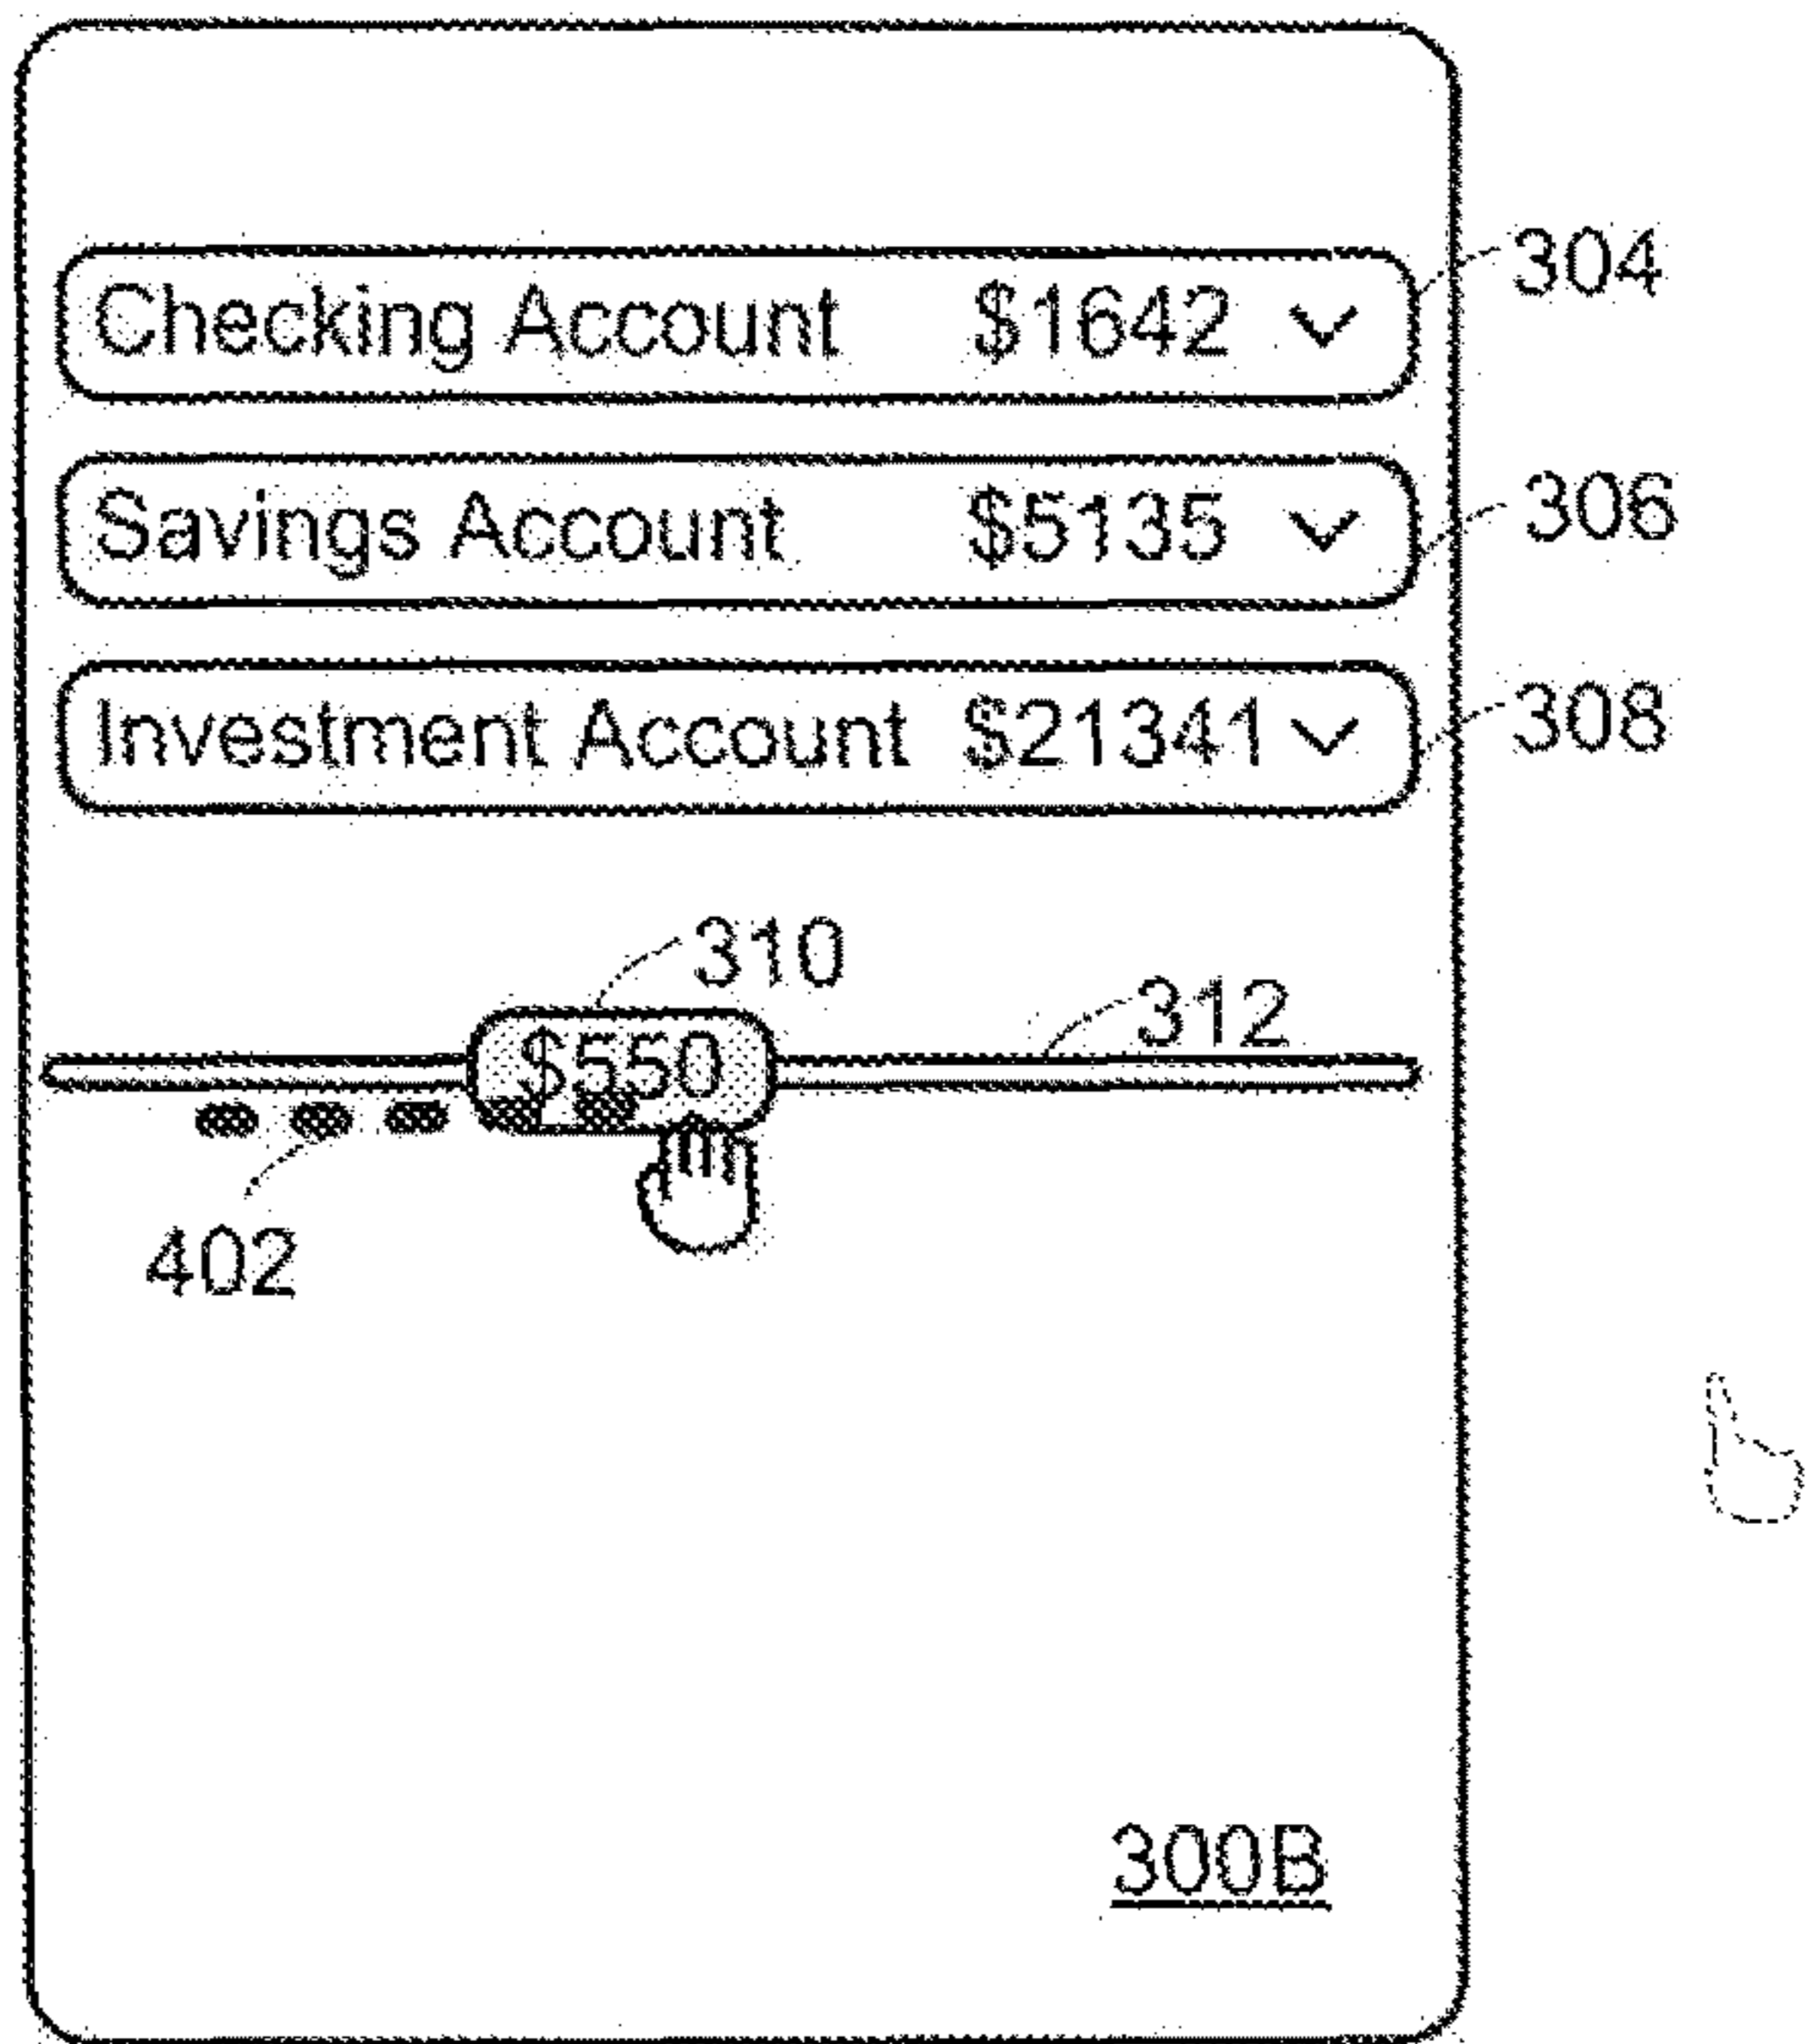 Checking Account $1642 304
Savings Account $5135 306
Investment Account $21341 308
310
312
$550
402
300B